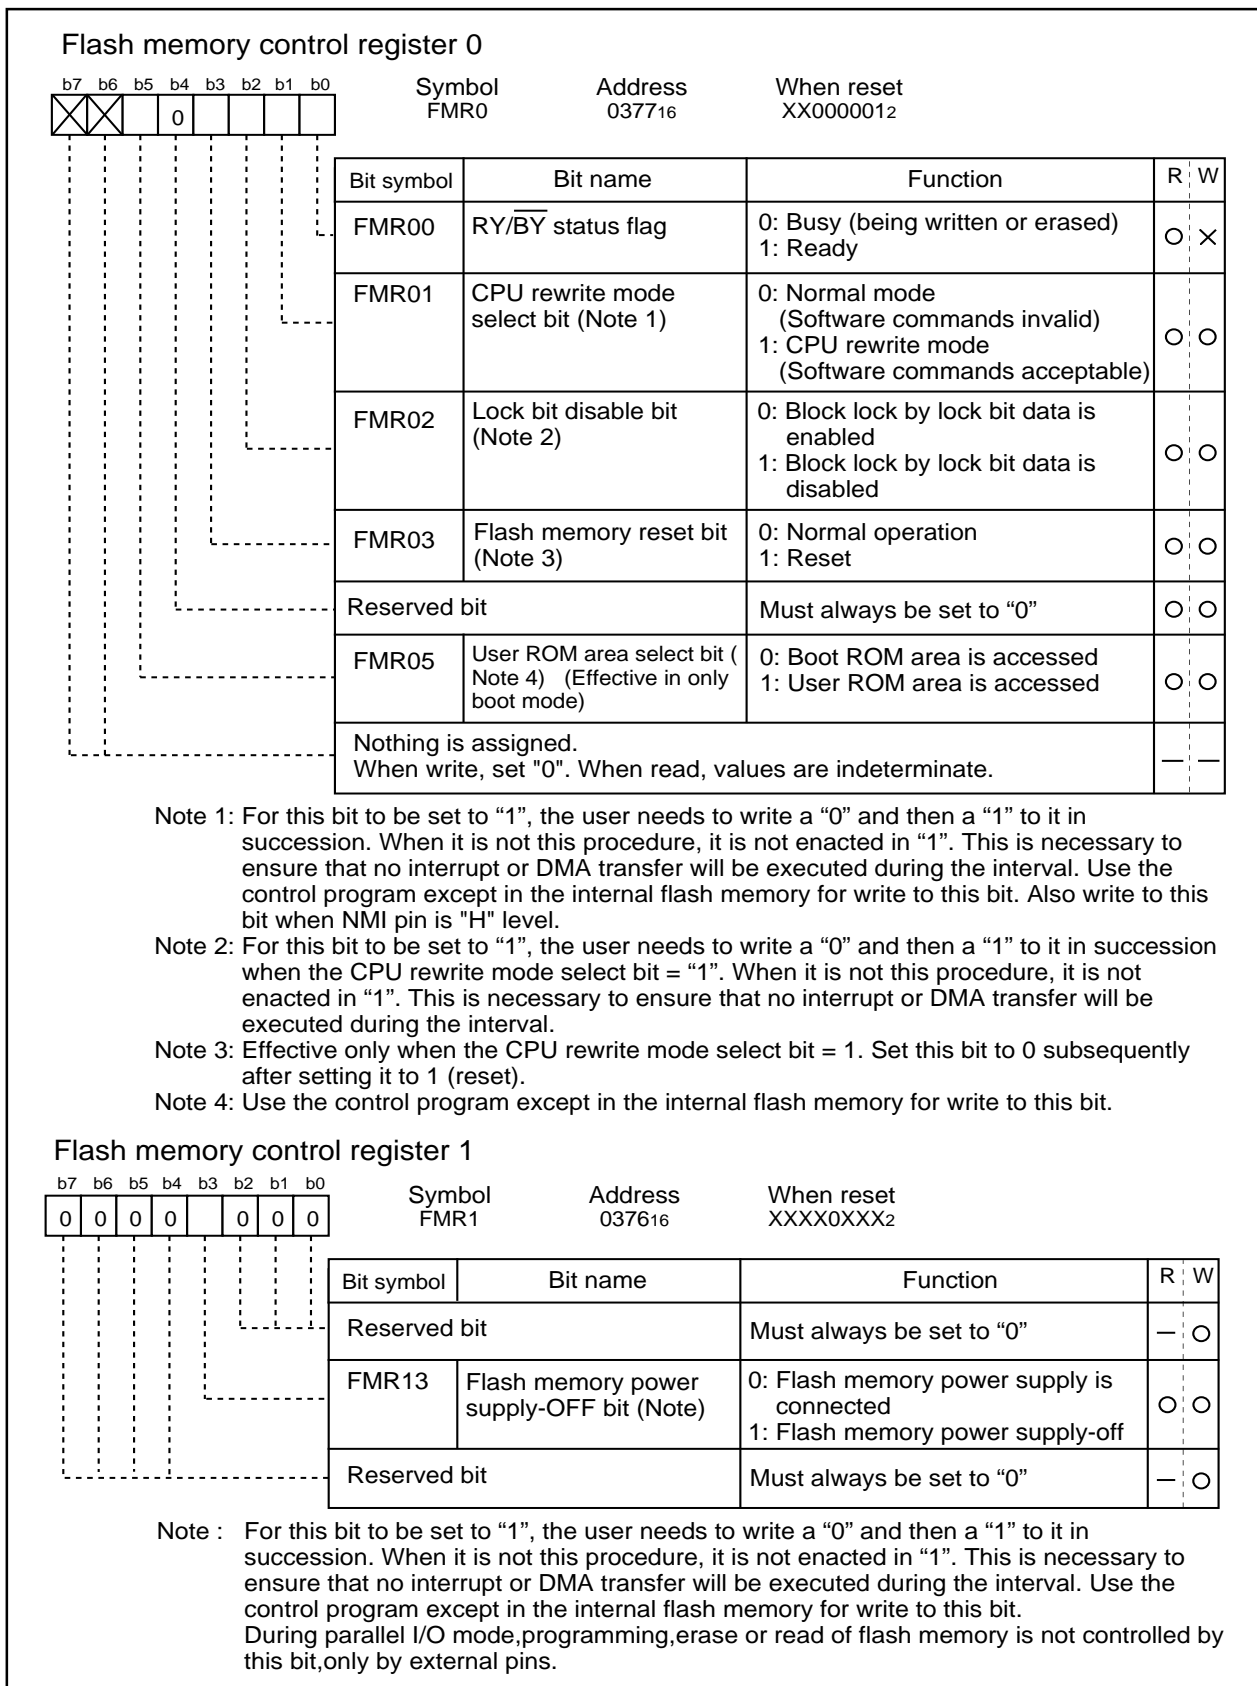 Flash memory control register 0
b7 b6 b5 b4 b3 b2 b1 b0
0
Symbol Address When reset
FMR0 037716 XX0000012
Bit symbol Bit name Function R W
FMR00 RY/BY status flag 0: Busy (being written or erased)
1: Ready
FMR01 CPU rewrite mode 0: Normal mode
select bit (Note 1) (Software commands invalid)
1: CPU rewrite mode
(Software commands acceptable)
FMR02 Lock bit disable bit 0: Block lock by lock bit data is
(Note 2) enabled
1: Block lock by lock bit data is
disabled
FMR03 Flash memory reset bit 0: Normal operation
(Note 3) 1: Reset
Reserved bit Must always be set to “0”
FMR05 User ROM area select bit ( 0: Boot ROM area is accessed
Note 4) (Effective in only 1: User ROM area is accessed
boot mode)
Nothing is assigned.
When write, set "0". When read, values are indeterminate.
Note 1: For this bit to be set to “1”, the user needs to write a “0” and then a “1” to it in
succession. When it is not this procedure, it is not enacted in “1”. This is necessary to
ensure that no interrupt or DMA transfer will be executed during the interval. Use the
control program except in the internal flash memory for write to this bit. Also write to this
bit when NMI pin is "H" level.
Note 2: For this bit to be set to “1”, the user needs to write a “0” and then a “1” to it in succession
when the CPU rewrite mode select bit = “1”. When it is not this procedure, it is not
enacted in “1”. This is necessary to ensure that no interrupt or DMA transfer will be
executed during the interval.
Note 3: Effective only when the CPU rewrite mode select bit = 1. Set this bit to 0 subsequently
after setting it to 1 (reset).
Note 4: Use the control program except in the internal flash memory for write to this bit.
Flash memory control register 1
b7 b6 b5 b4 b3 b2 b1 b0
0 0 0 0 0 0 0
Symbol Address When reset
FMR1 037616 XXXX0XXX2
Bit symbol Bit name Function R W
Reserved bit Must always be set to “0”
FMR13 Flash memory power 0: Flash memory power supply is
supply-OFF bit (Note) connected
1: Flash memory power supply-off
Reserved bit Must always be set to “0”
Note : For this bit to be set to “1”, the user needs to write a “0” and then a “1” to it in
succession. When it is not this procedure, it is not enacted in “1”. This is necessary to
ensure that no interrupt or DMA transfer will be executed during the interval. Use the
control program except in the internal flash memory for write to this bit.
During parallel I/O mode,programming,erase or read of flash memory is not controlled by
this bit,only by external pins.